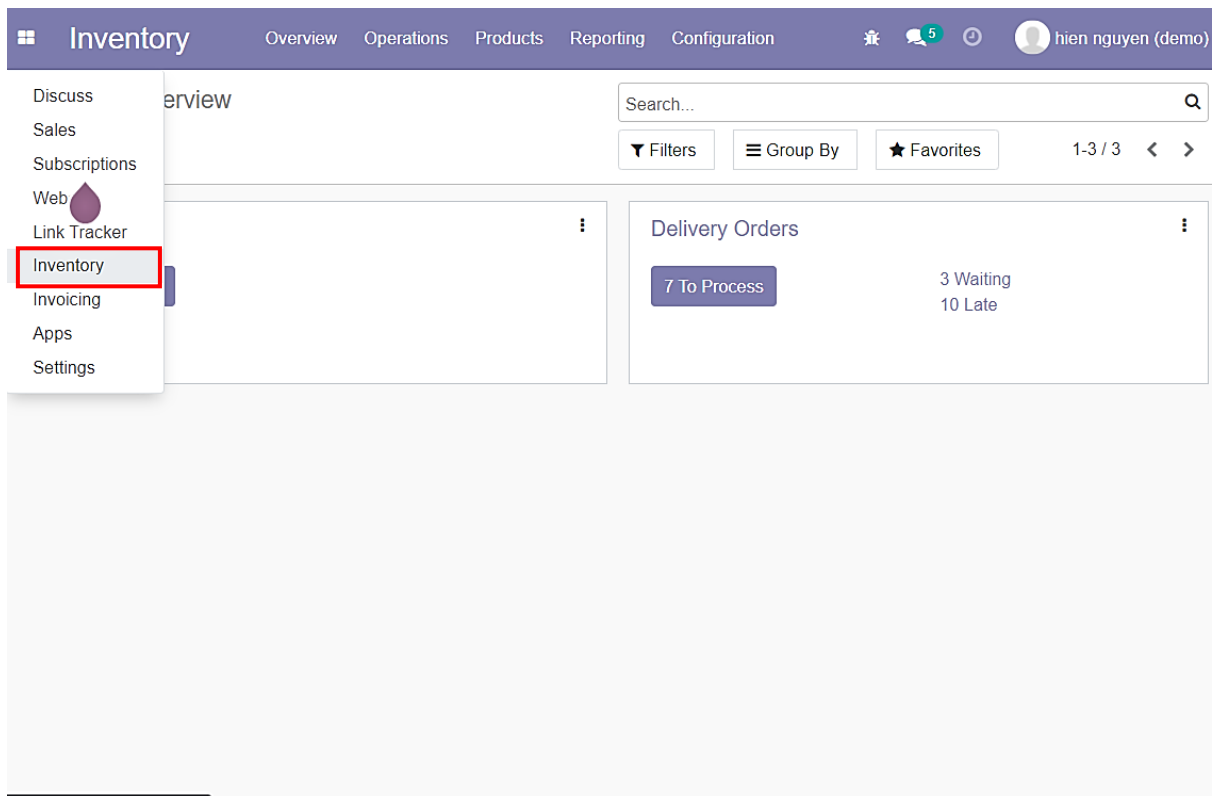 Inventory Overview Operations Products Reporting Configuration 5 hien nguyen (demo)
erview
Search...
Filters Group By Favorites 1-3 / 3
Discuss
Sales
Subscriptions
Web
Link Tracker
Inventory
Invoicing
Apps
Settings
Delivery Orders
7 To Process
3 Waiting
10 Late